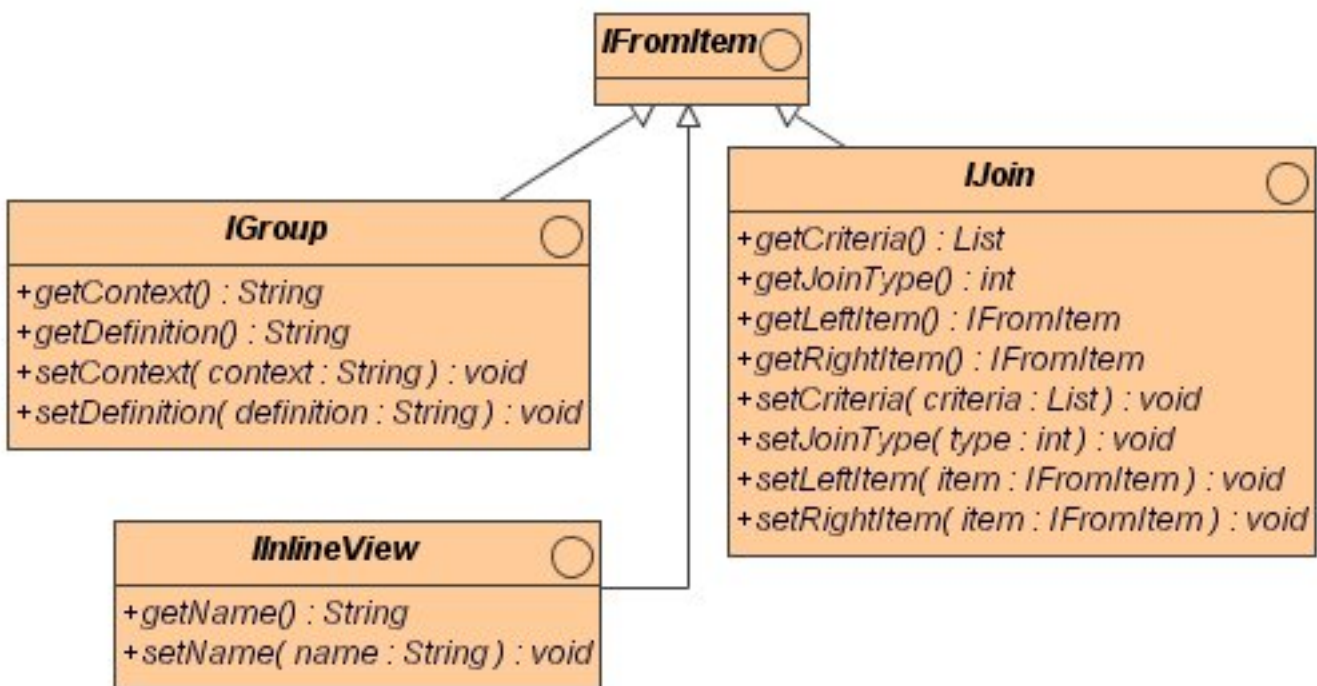 IFromItem
IGroup
+getContext() : String
+getDefinition() : String
+setContext( context : String ) : void
+setDefinition( definition : String ) : void
IJoin
+getCriteria() : List
+getJoinType() : int
+getLeftItem() : IFromItem
+getRightItem() : IFromItem
+setCriteria( criteria : List ) : void
+setJoinType( type : int ) : void
+setLeftItem( item : IFromItem ) : void
+setRightItem( item : IFromItem ) : void
IInlineView
+getName() : String
+setName( name : String ) : void